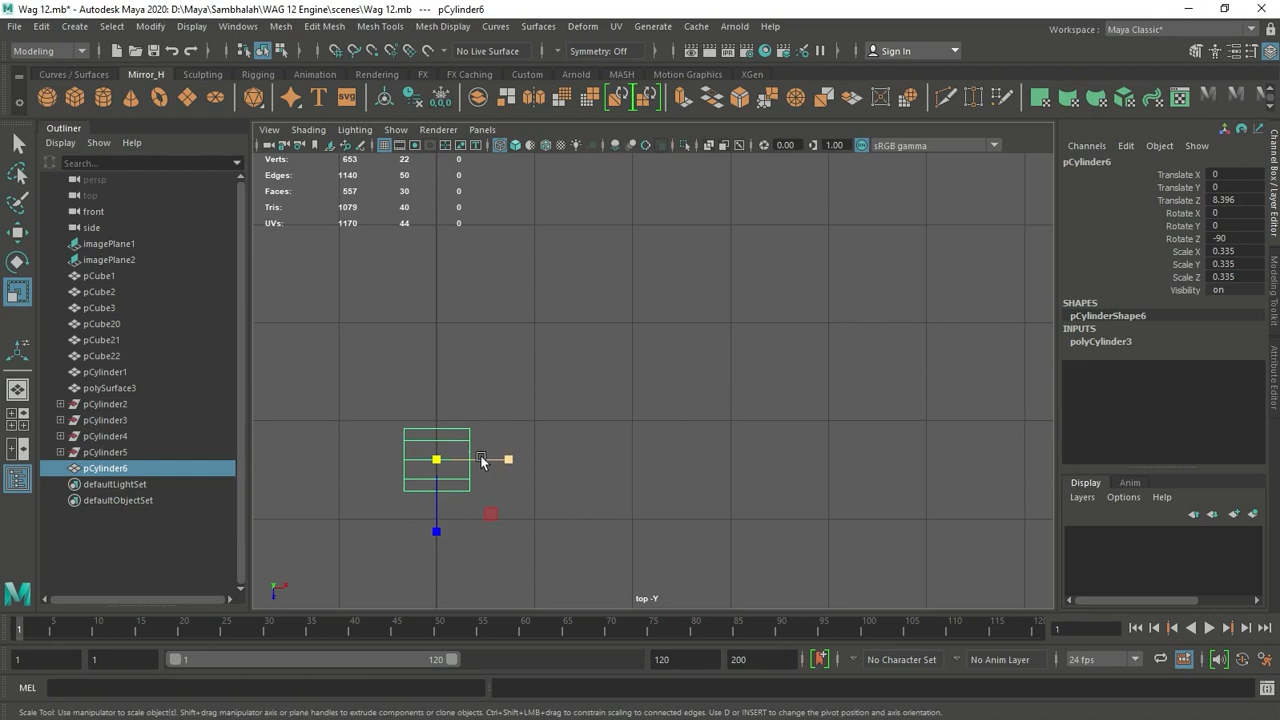 Wag 12.mb* - Autodesk Maya 2020: D:\Maya\Sambhalah\WAG 12 Engine\scenes\Wag 12.mb --- pCylinder6
File Edit Create Select Modify Display Windows Mesh Edit Mesh Mesh Tools Mesh Display Curves Surfaces Deform UV Generate Cache Arnold Help
Workspace : Maya Classic*
Modeling No Live Surface Symmetry: Off Sign In
Curves / Surfaces Mirror_H Sculpting Rigging Animation Rendering FX FX Caching Custom Arnold MASH Motion Graphics XGen
Outliner
Display Show Help
Search...
persp
top
front
side
imagePlane1
imagePlane2
pCube1
pCube2
pCube3
pCube20
pCube21
pCube22
pCylinder1
polySurface3
pCylinder2
pCylinder3
pCylinder4
pCylinder5
pCylinder6
defaultLightSet
defaultObjectSet
View Shading Lighting Show Renderer Panels
0.00 1.00 sRGB gamma
Verts: 653 22 0
Edges: 1140 50 0
Faces: 557 30 0
Tris: 1079 40 0
UVs: 1170 44 0
top -Y
Channels Edit Object Show
pCylinder6
Translate X 0
Translate Y 0
Translate Z 8.396
Rotate X 0
Rotate Y 0
Rotate Z -90
Scale X 0.335
Scale Y 0.335
Scale Z 0.335
Visibility on
SHAPES
pCylinderShape6
INPUTS
polyCylinder3
Display Anim
Layers Options Help
Channel Box / Layer Editor
Modeling Toolkit
Attribute Editor
1 5 10 15 20 25 30 35 40 45 50 55 60 65 70 75 80 85 90 95 100 105 110 115 120
1
1 1 1 120 120 200 No Character Set No Anim Layer 24 fps
MEL
Scale Tool: Use manipulator to scale object(s). Shift+drag manipulator axis or plane handles to extrude components or clone objects. Ctrl+Shift+LMB+drag to constrain scaling to connected edges. Use D or INSERT to change the pivot position and axis orientation.